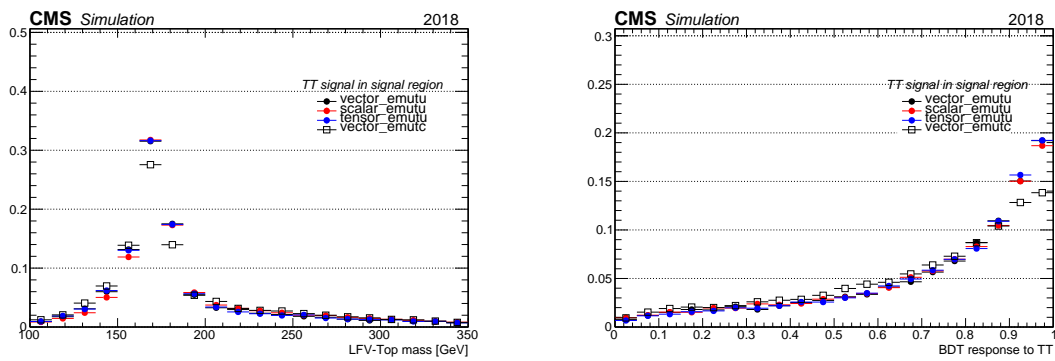 CMS Simulation 2018
0.5
0.4
0.3
0.2
0.1
0
TT signal in signal region
vector_emutu
scalar_emutu
tensor_emutu
vector_emutc
100 150 200 250 300 350
LFV-Top mass [GeV]
CMS Simulation 2018
0.3
0.25
0.2
0.15
0.1
0.05
0
TT signal in signal region
vector_emutu
scalar_emutu
tensor_emutu
vector_emutc
0 0.1 0.2 0.3 0.4 0.5 0.6 0.7 0.8 0.9 1
BDT response to TT